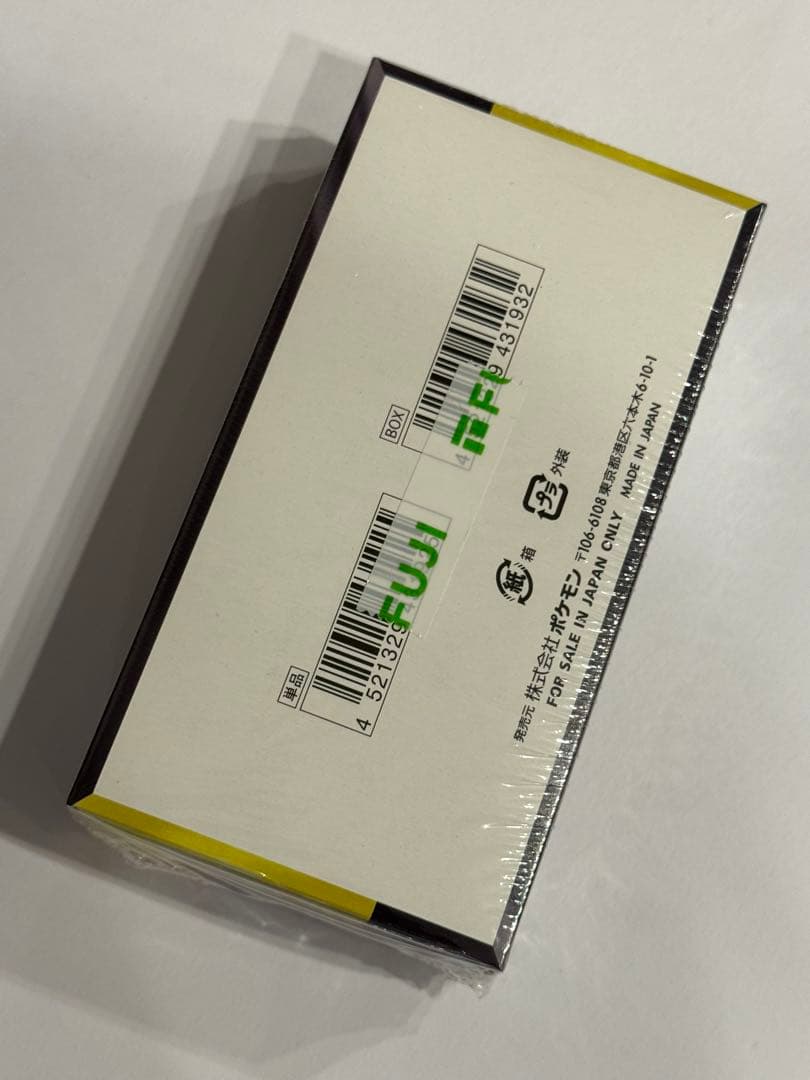 BOX
9 431932
FUJI
単品
4 521329
紙 箱
プラ 外装
発売元 株式会社ポケモン 〒106-6108 東京都港区六本木6-10-1
FOR SALE IN JAPAN ONLY MADE IN JAPAN